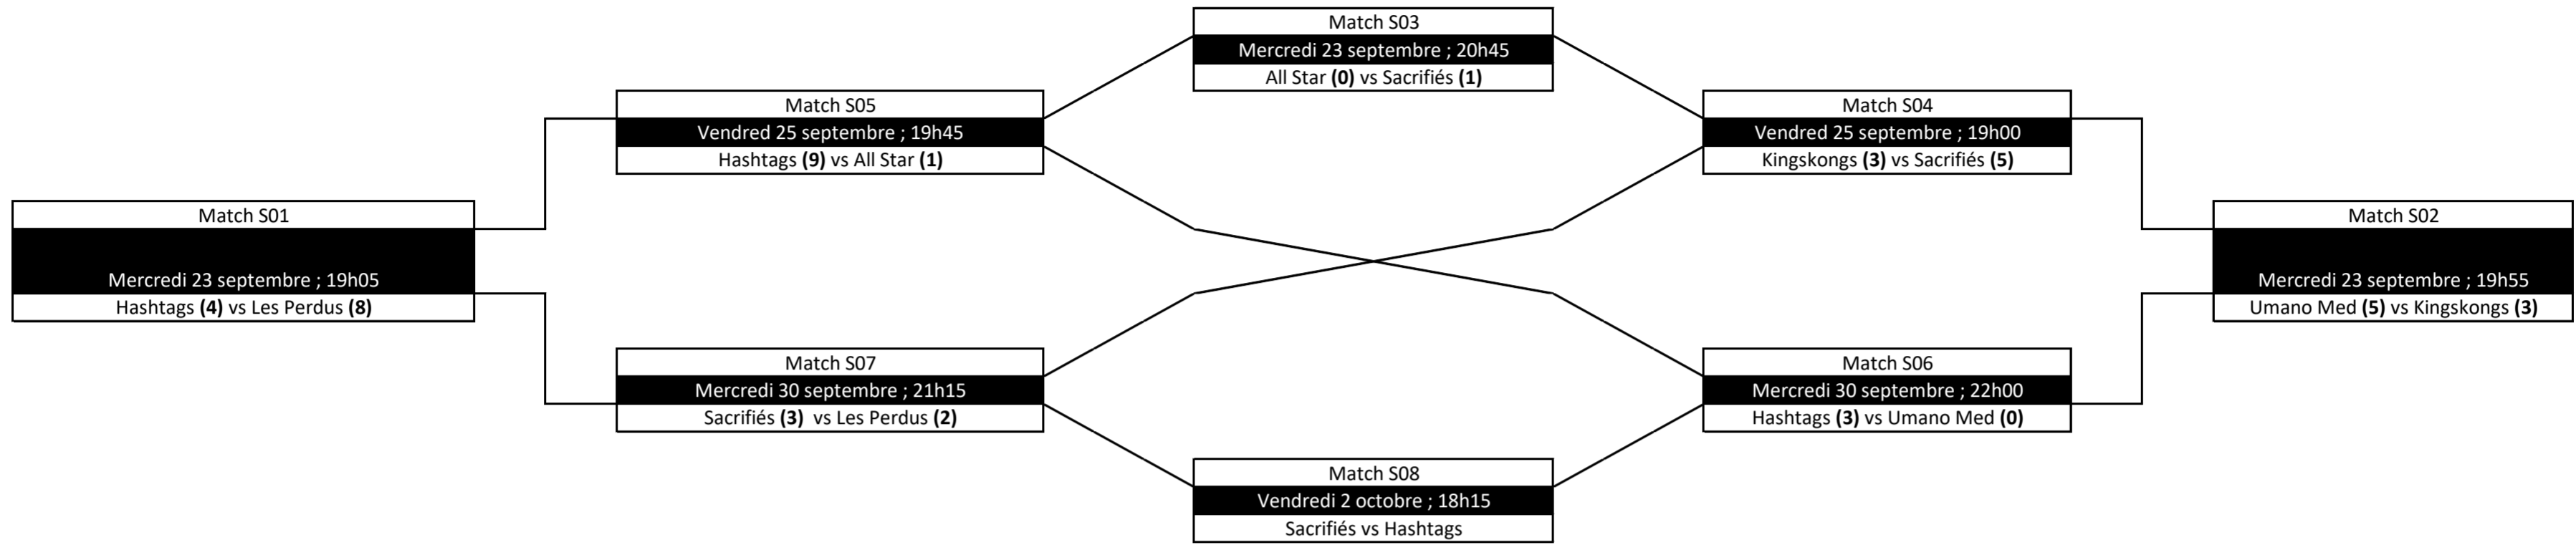 Match S03
Mercredi 23 septembre ; 20h45
All Star (0) vs Sacrifiés (1)
Match S05
Vendred 25 septembre ; 19h45
Hashtags (9) vs All Star (1)
Match S04
Vendred 25 septembre ; 19h00
Kingskongs (3) vs Sacrifiés (5)
Match S01
Mercredi 23 septembre ; 19h05
Hashtags (4) vs Les Perdus (8)
Match S02
Mercredi 23 septembre ; 19h55
Umano Med (5) vs Kingskongs (3)
Match S07
Mercredi 30 septembre ; 21h15
Sacrifiés (3)  vs Les Perdus (2)
Match S06
Mercredi 30 septembre ; 22h00
Hashtags (3) vs Umano Med (0)
Match S08
Vendredi 2 octobre ; 18h15
Sacrifiés vs Hashtags